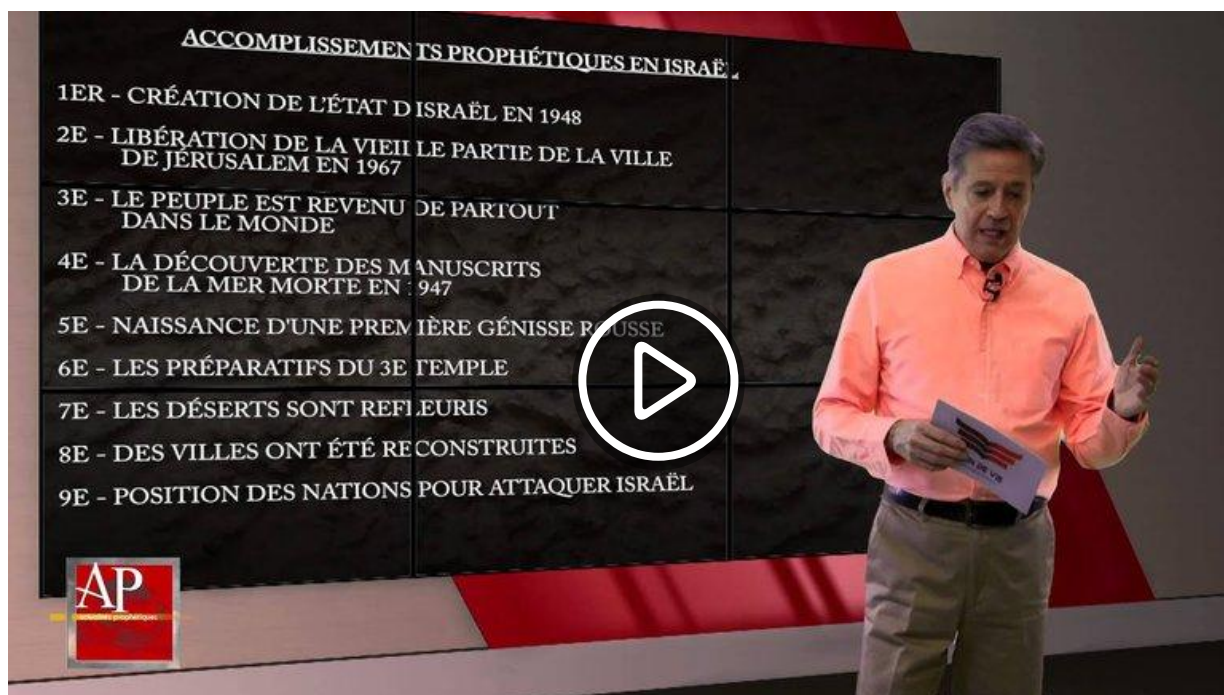 ACCOMPLISSEMENTS PROPHÉTIQUES EN ISRAËL
1ER - CRÉATION DE L'ÉTAT D'ISRAËL EN 1948
2E - LIBÉRATION DE LA VIEILLE PARTIE DE LA VILLE
DE JÉRUSALEM EN 1967
3E - LE PEUPLE EST REVENU DE PARTOUT
DANS LE MONDE
4E - LA DÉCOUVERTE DES MANUSCRITS
DE LA MER MORTE EN 1947
5E - NAISSANCE D'UNE PREMIÈRE GÉNISSE ROUSSE
6E - LES PRÉPARATIFS DU 3E TEMPLE
7E - LES DÉSERTS SONT REFLEURIS
8E - DES VILLES ONT ÉTÉ RECONSTRUITES
9E - POSITION DES NATIONS POUR ATTAQUER ISRAËL
AP
actualités prophétiques
DE VIE